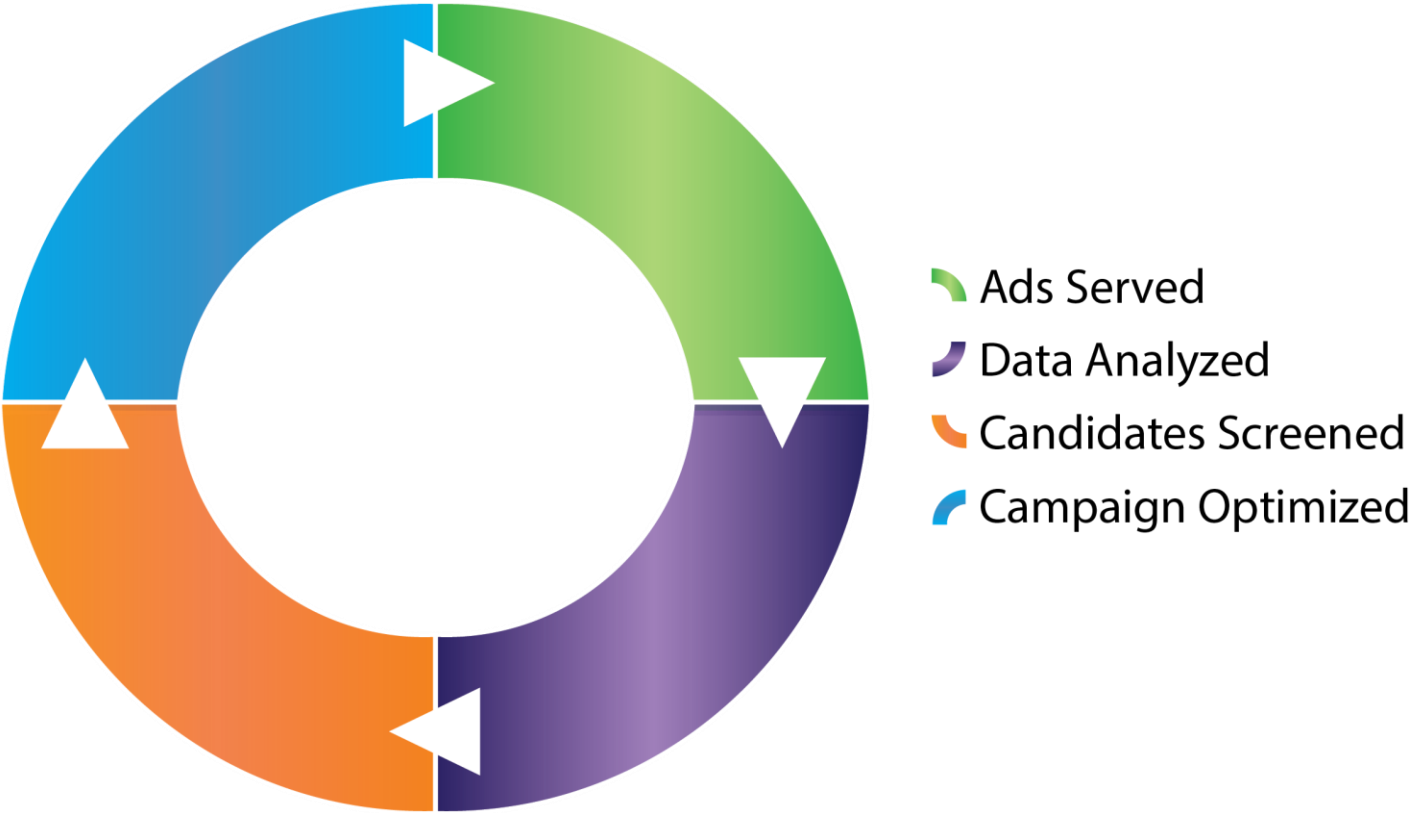 Ads Served
Data Analyzed
Candidates Screened
Campaign Optimized